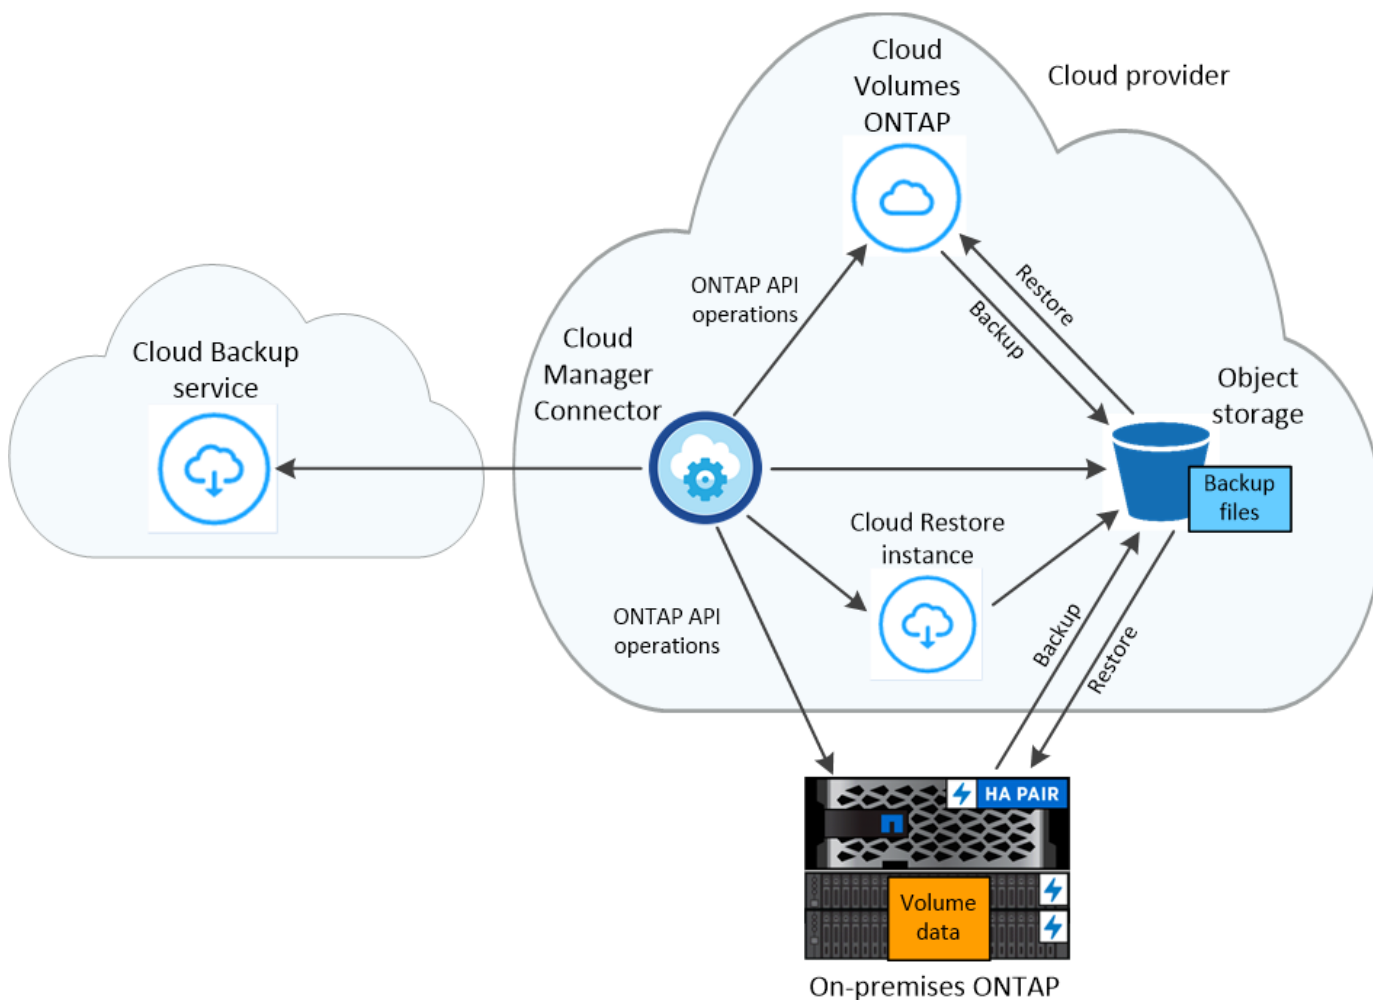 Cloud
Volumes
ONTAP
Cloud provider
ONTAP API
operations
Restore
Backup
Cloud Backup
service
Cloud
Manager
Connector
Object
storage
Backup
files
Cloud Restore
instance
ONTAP API
operations
Backup
Restore
HA PAIR
Volume
data
On-premises ONTAP